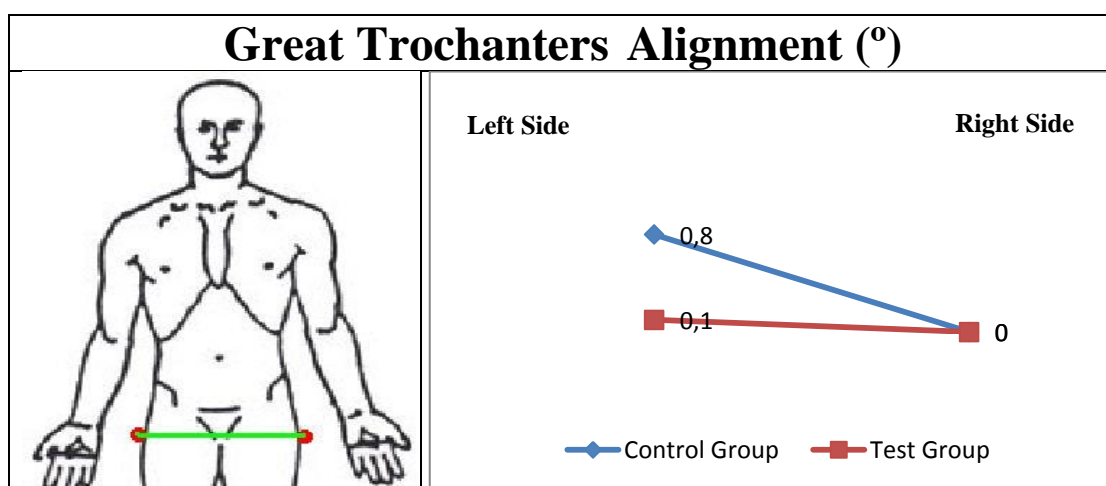 Great Trochanters Alignment (º)
Left Side
Right Side
0,8
0,1
0
Control Group
Test Group